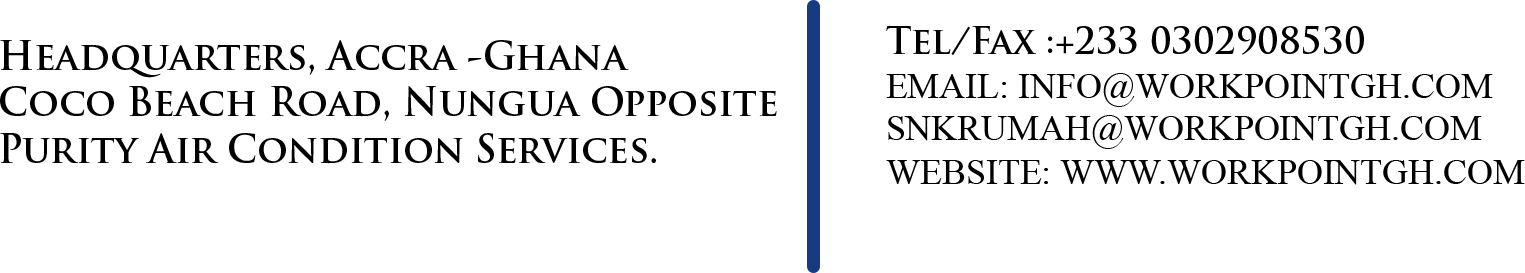 Headquarters, Accra -Ghana
Coco Beach Road, Nungua Opposite
Purity Air Condition Services.
Tel/Fax :+233 0302908530
EMAIL: INFO@WORKPOINTGH.COM
SNKRUMAH@WORKPOINTGH.COM
WEBSITE: WWW.WORKPOINTGH.COM